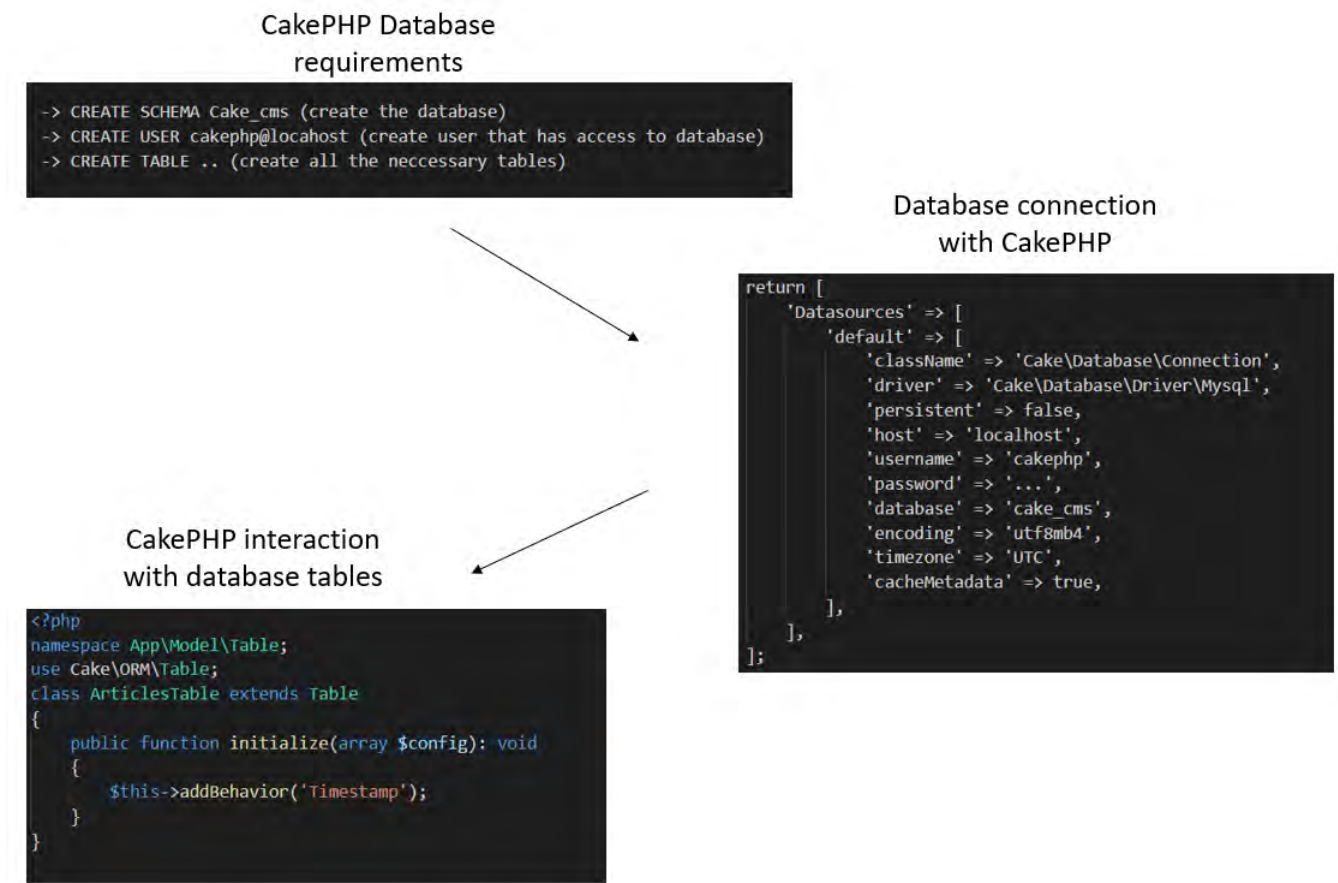 CakePHP Database
requirements
-> CREATE SCHEMA Cake_cms (create the database)
-> CREATE USER cakephp@locahost (create user that has access to database)
-> CREATE TABLE .. (create all the neccessary tables)
Database connection
with CakePHP
return [
    'Datasources' => [
        'default' => [
            'className' => 'Cake\Database\Connection',
            'driver' => 'Cake\Database\Driver\Mysql',
            'persistent' => false,
            'host' => 'localhost',
            'username' => 'cakephp',
            'password' => '...',
            'database' => 'cake_cms',
            'encoding' => 'utf8mb4',
            'timezone' => 'UTC',
            'cacheMetadata' => true,
        ],
    ],
];
CakePHP interaction
with database tables
<?php
namespace App\Model\Table;
use Cake\ORM\Table;
class ArticlesTable extends Table
{
    public function initialize(array $config): void
    {
        $this->addBehavior('Timestamp');
    }
}